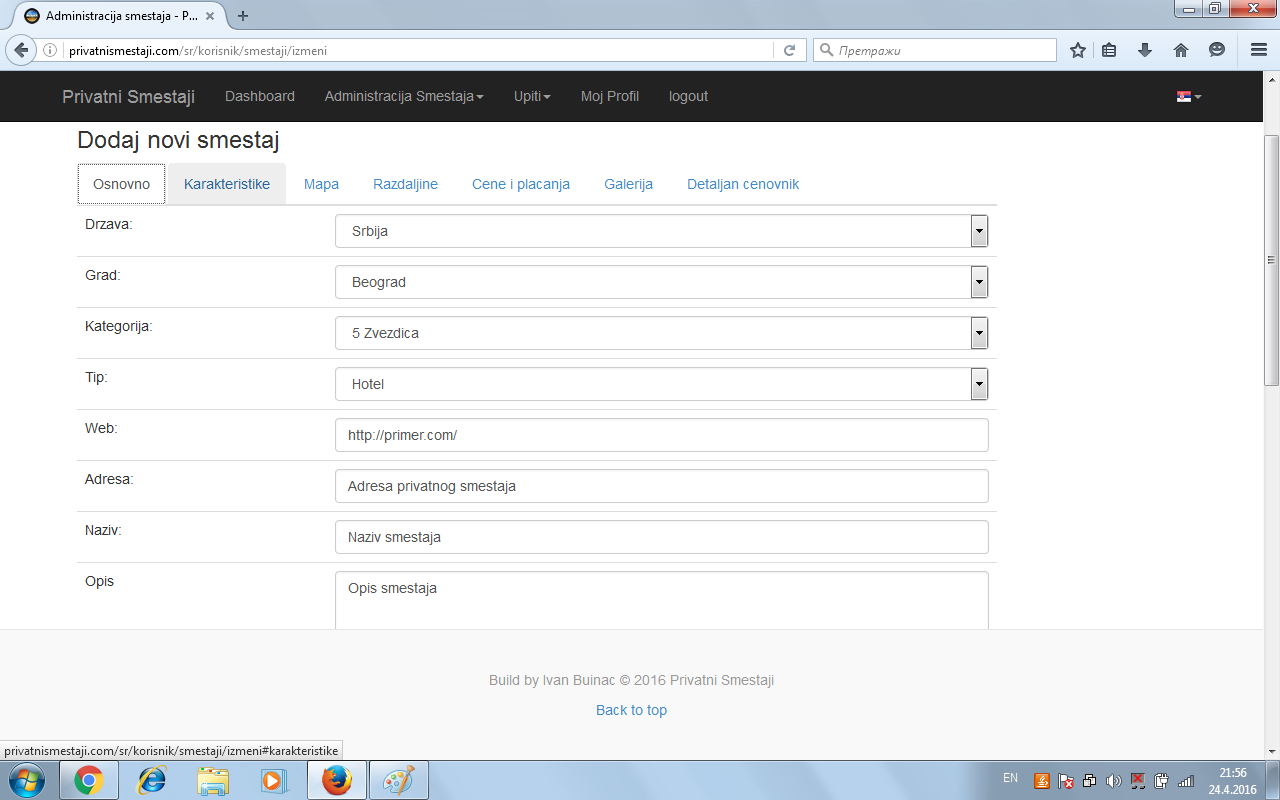 Administracija smestaja - P...
privatnismestaji.com/sr/korisnik/smestaji/izmeni
Претражи
Privatni Smestaji Dashboard Administracija Smestaja Upiti Moj Profil logout
Dodaj novi smestaj
Osnovno Karakteristike Mapa Razdaljine Cene i placanja Galerija Detaljan cenovnik
Drzava: Srbija
Grad: Beograd
Kategorija: 5 Zvezdica
Tip: Hotel
Web: http://primer.com/
Adresa: Adresa privatnog smestaja
Naziv: Naziv smestaja
Opis Opis smestaja
Build by Ivan Buinac © 2016 Privatni Smestaji
Back to top
privatnismestaji.com/sr/korisnik/smestaji/izmeni#karakteristike
EN 21:56
24.4.2016